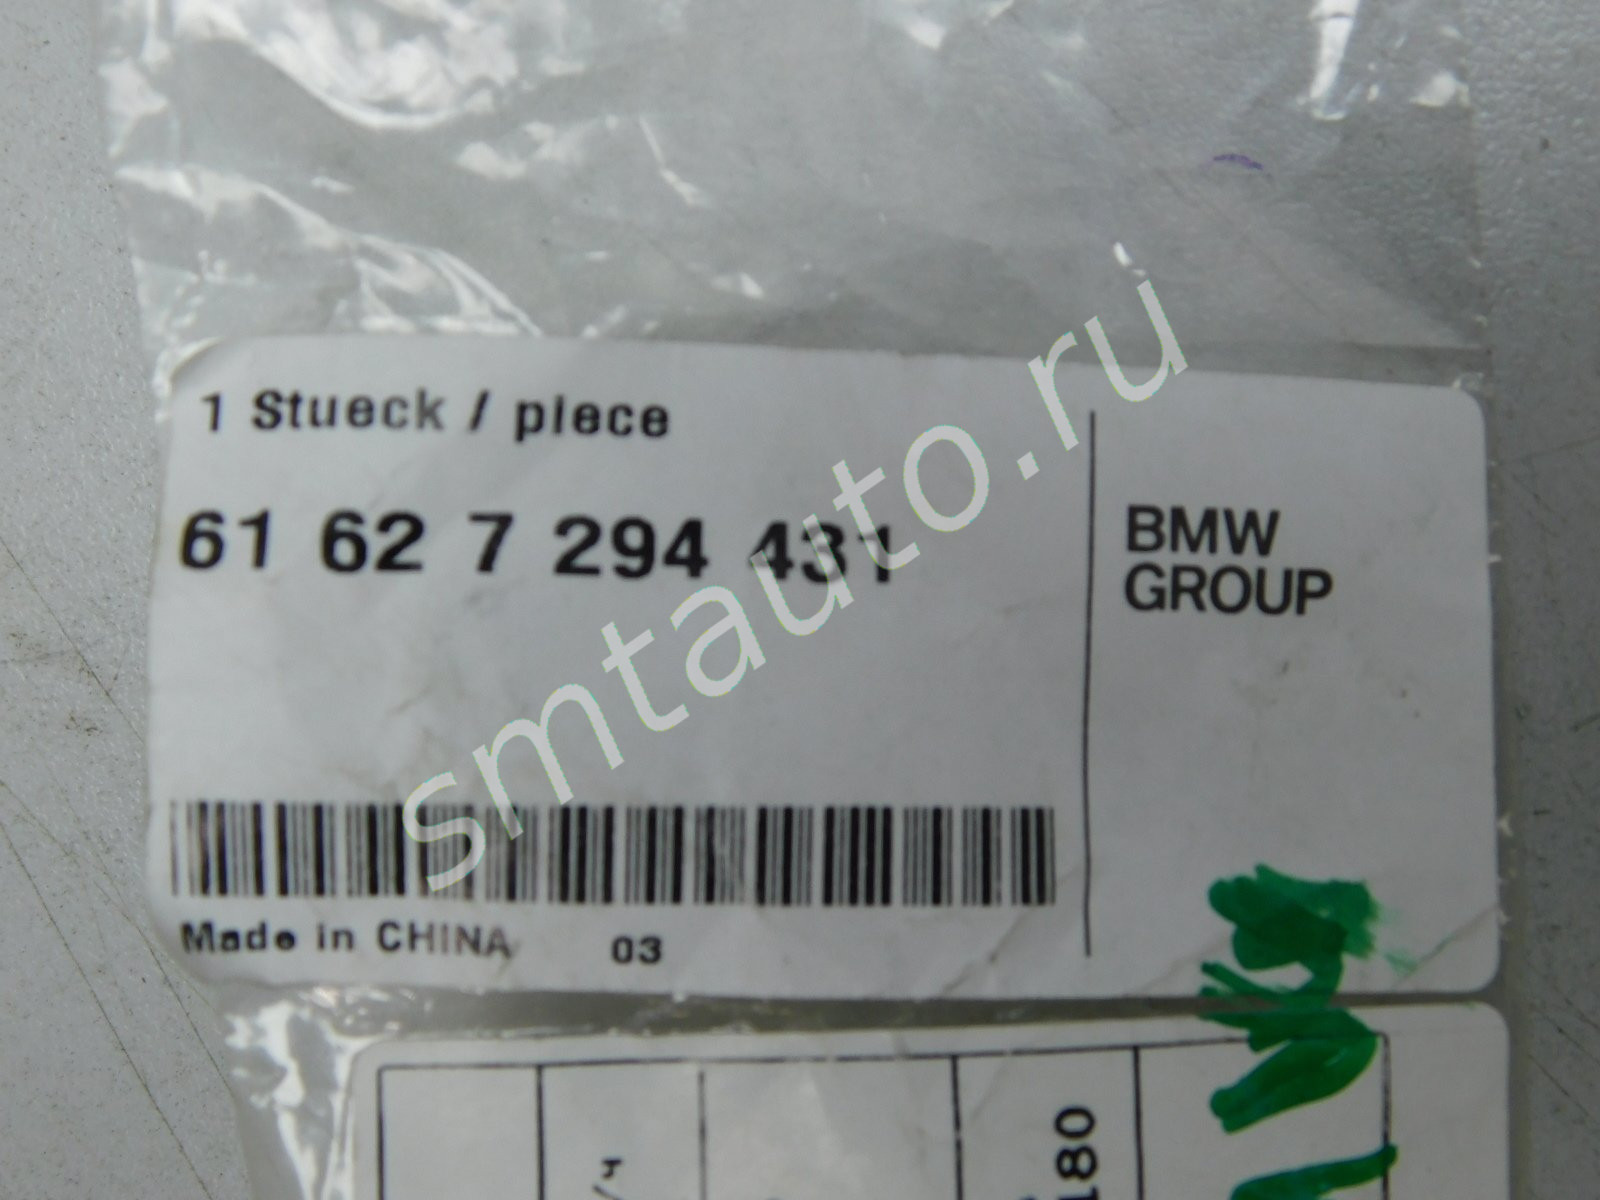 1 Stueck / piece
61 62 7 294 431
BMW
GROUP
Made in CHINA 03
smtauto.ru
180